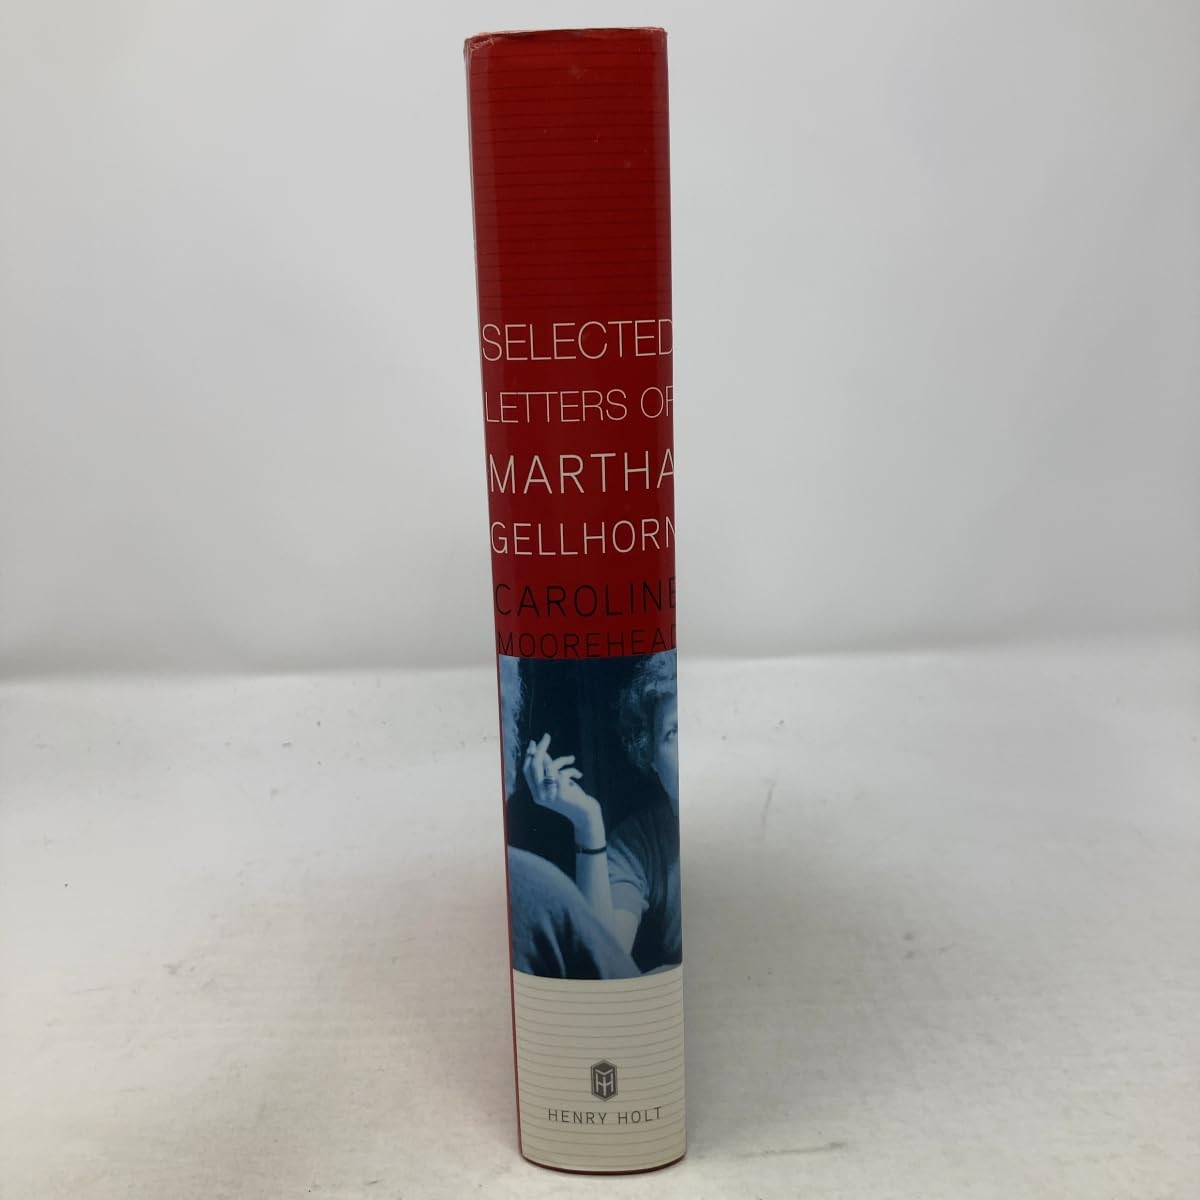 SELECTED
LETTERS OF
MARTHA
GELLHORN
CAROLINE
MOOREHEAD
HENRY HOLT